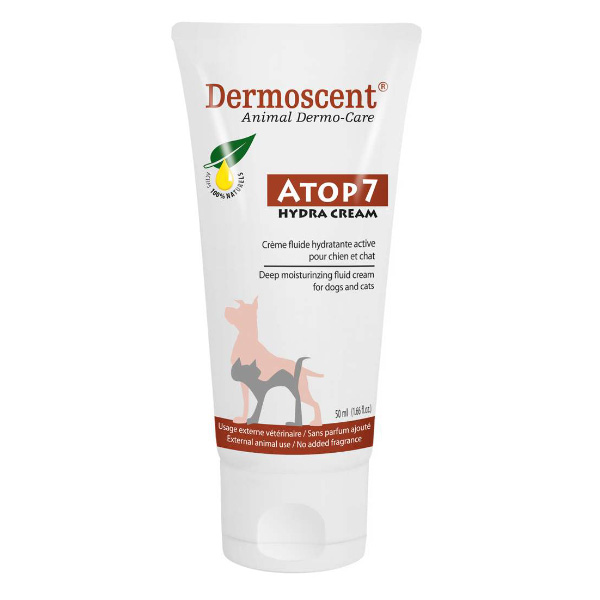 Dermoscent®
Animal Dermo-Care
100% NATURELS
ATOP 7
HYDRA CREAM
Crème fluide hydratante active
pour chien et chat
Deep moisturinzing fluid cream
for dogs and cats
50 ml (1.66 fl.oz.)
Usage externe vétérinaire / Sans parfum ajouté
External animal use / No added fragrance